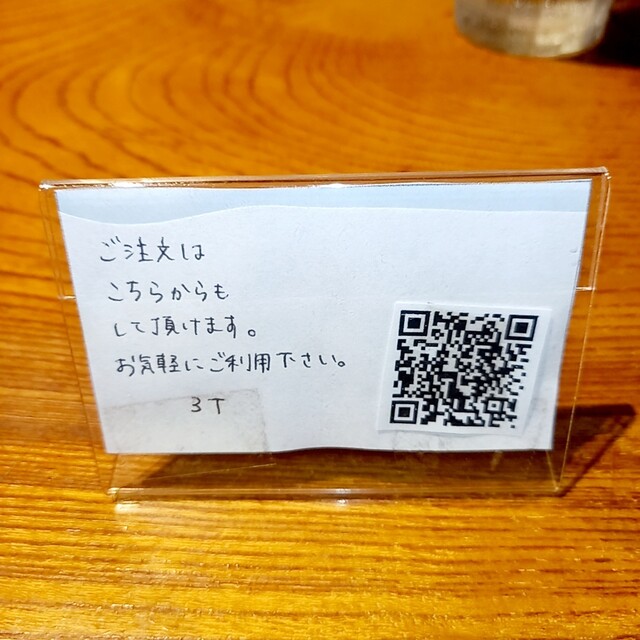 ご注文は
こちらからも
して頂けます。
お気軽にご利用下さい。
3T